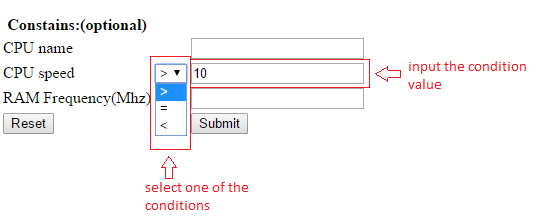 Constains:(optional)
CPU name
CPU speed > ▼ 10
input the condition
value
RAM Frequency(Mhz)
>
=
<
Reset Submit
select one of the
conditions